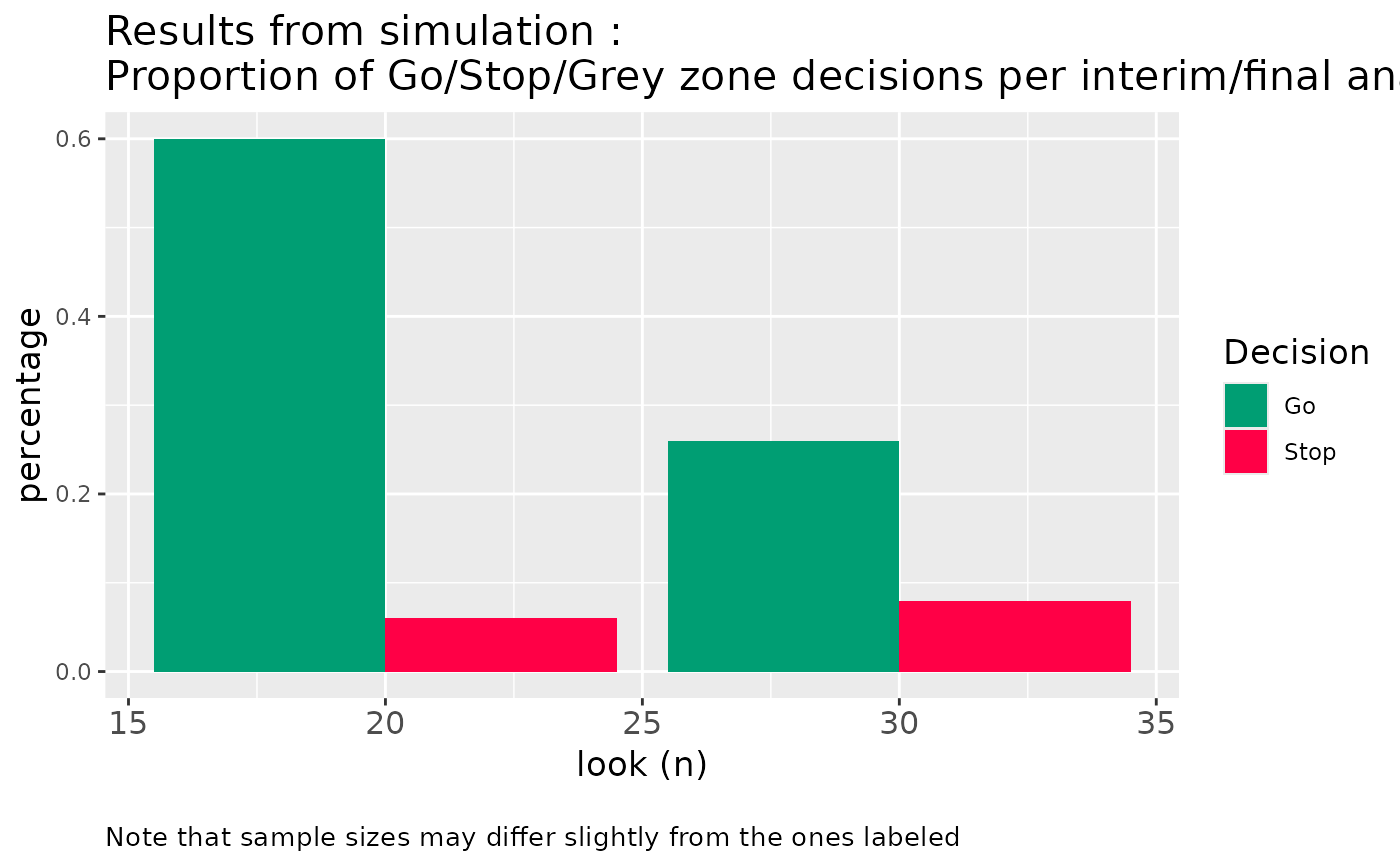 Results from simulation :
Proportion of Go/Stop/Grey zone decisions per interim/final
0.6
0.4
0.2
0.0
percentage
15 20 25 30 35
look (n)
Decision
Go
Stop
Note that sample sizes may differ slightly from the ones labeled